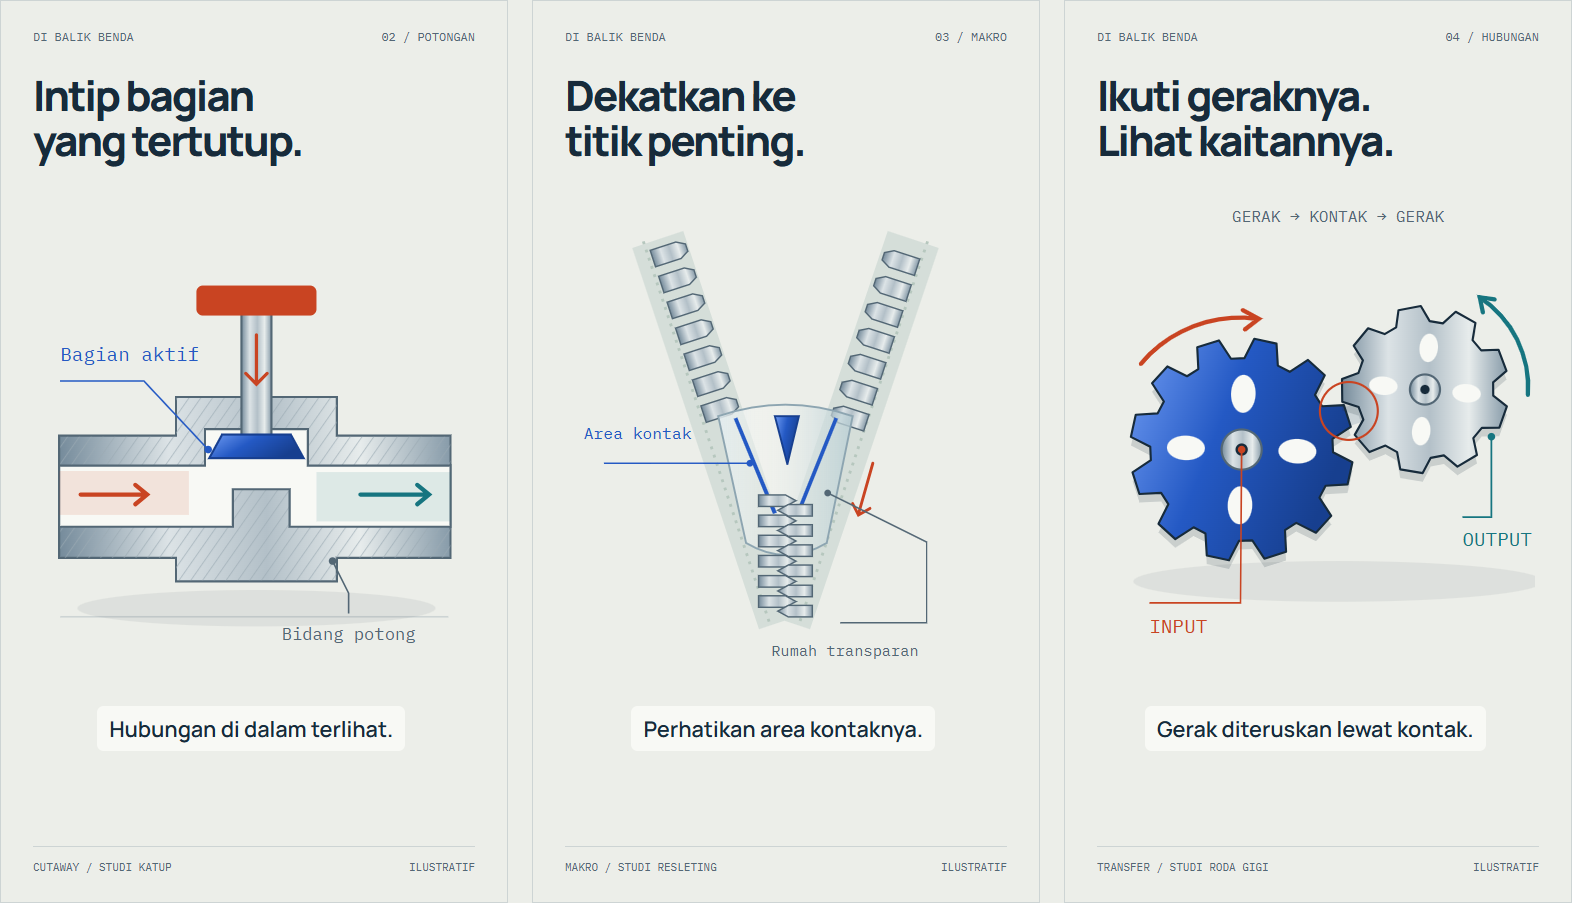 DI BALIK BENDA
02 / POTONGAN
Intip bagian
yang tertutup.
Bagian aktif
Bidang potong
Hubungan di dalam terlihat.
CUTAWAY / STUDI KATUP
ILUSTRATIF
DI BALIK BENDA
03 / MAKRO
Dekatkan ke
titik penting.
Area kontak
Rumah transparan
Perhatikan area kontaknya.
MAKRO / STUDI RESLETING
ILUSTRATIF
DI BALIK BENDA
04 / HUBUNGAN
Ikuti geraknya.
Lihat kaitannya.
GERAK → KONTAK → GERAK
OUTPUT
INPUT
Gerak diteruskan lewat kontak.
TRANSFER / STUDI RODA GIGI
ILUSTRATIF